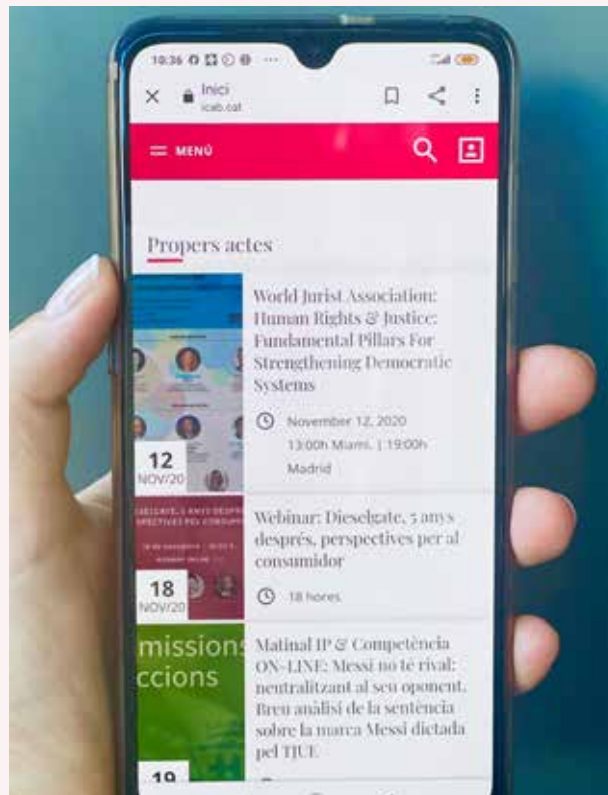 10:36
Inici
icab.cat
MENÚ
Propers actes
World Jurist Association:
Human Rights & Justice:
Fundamental Pillars For
Strengthening Democratic
Systems
November 12, 2020
13:00h Miami. | 19:00h
Madrid
12
NOV/20
Webinar: Dieselgate, 5 anys
després, perspectives per al
consumidor
18 hores
18
NOV/20
missions
ccions
Matinal IP & Competència
ON-LINE: Messi no té rival:
neutralitzant al seu oponent.
Breu anàlisi de la sentència
sobre la marca Messi dictada
pel TJUE
19